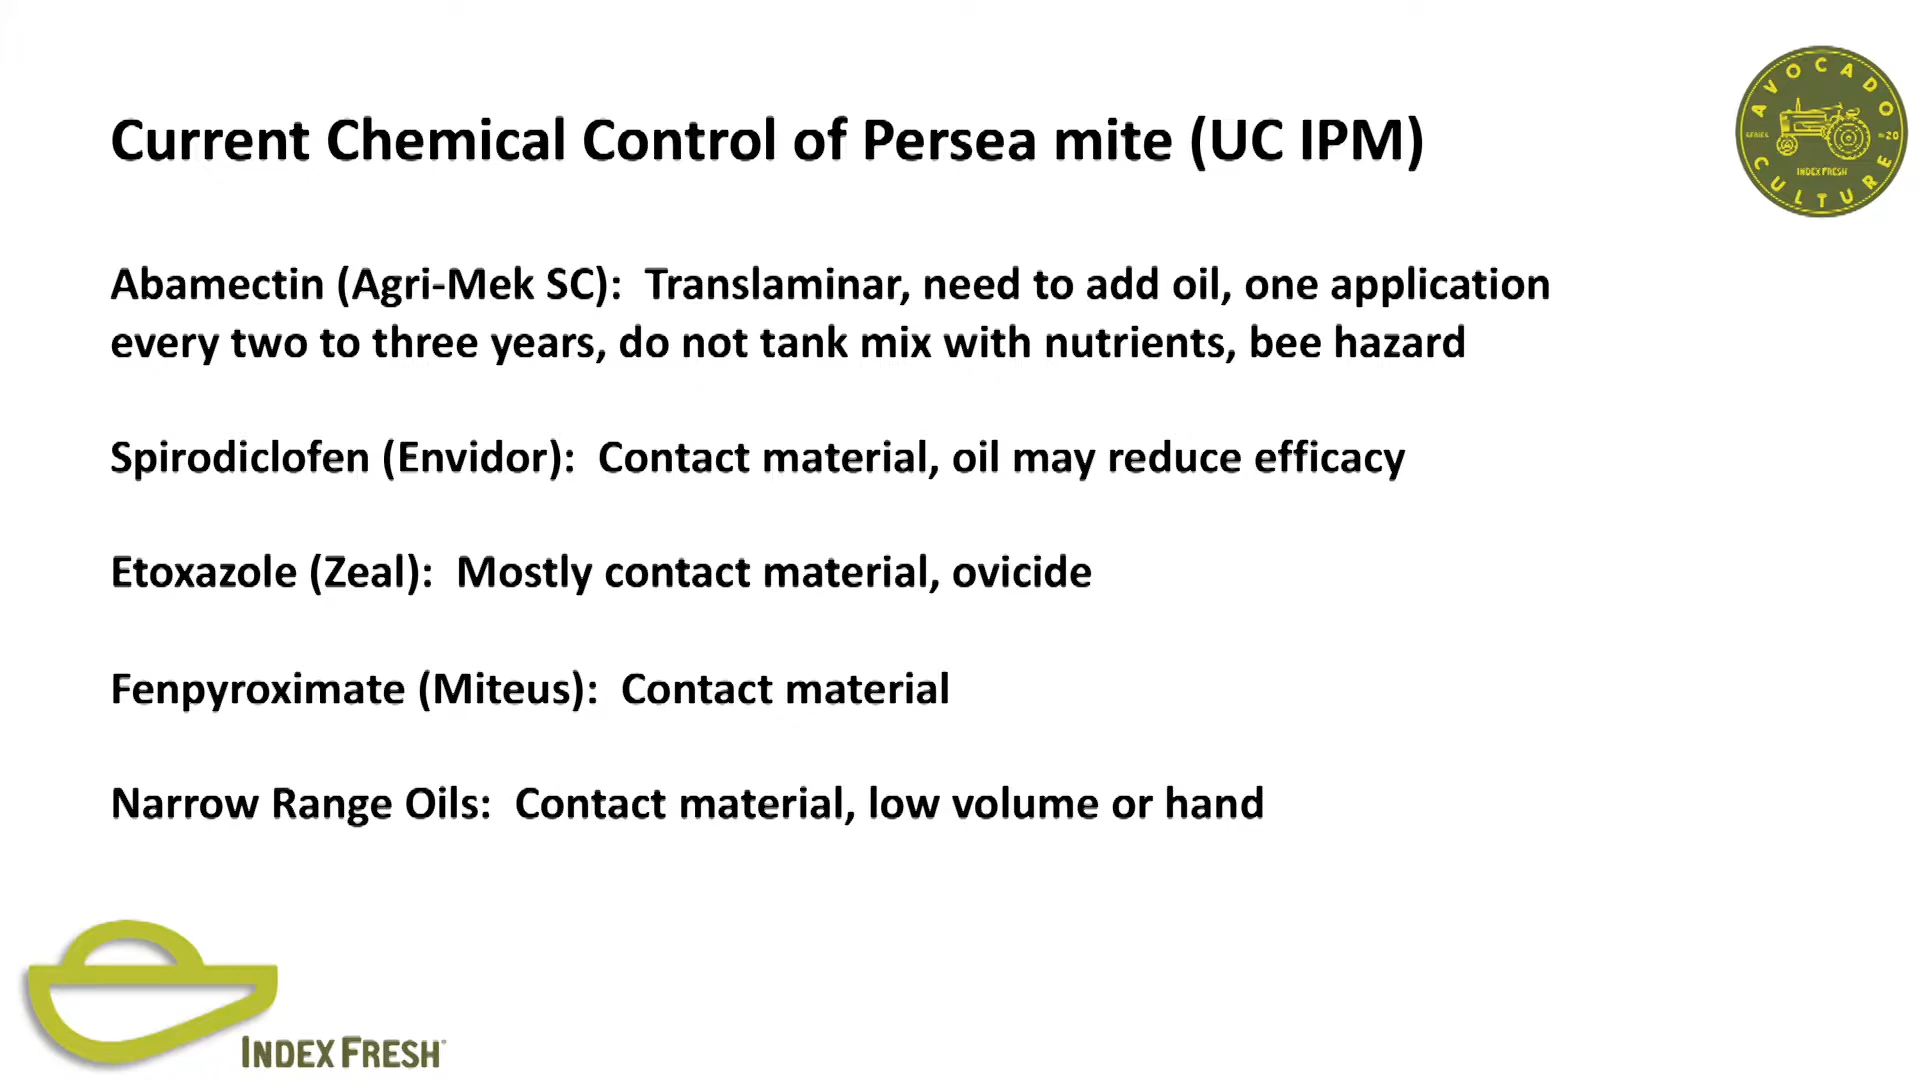 Current Chemical Control of Persea mite (UC IPM)
AVOCADO
SERIES
20
INDEX FRESH
CULTURE
Abamectin (Agri-Mek SC):  Translaminar, need to add oil, one application
every two to three years, do not tank mix with nutrients, bee hazard
Spirodiclofen (Envidor):  Contact material, oil may reduce efficacy
Etoxazole (Zeal):  Mostly contact material, ovicide
Fenpyroximate (Miteus):  Contact material
Narrow Range Oils:  Contact material, low volume or hand
INDEX FRESH